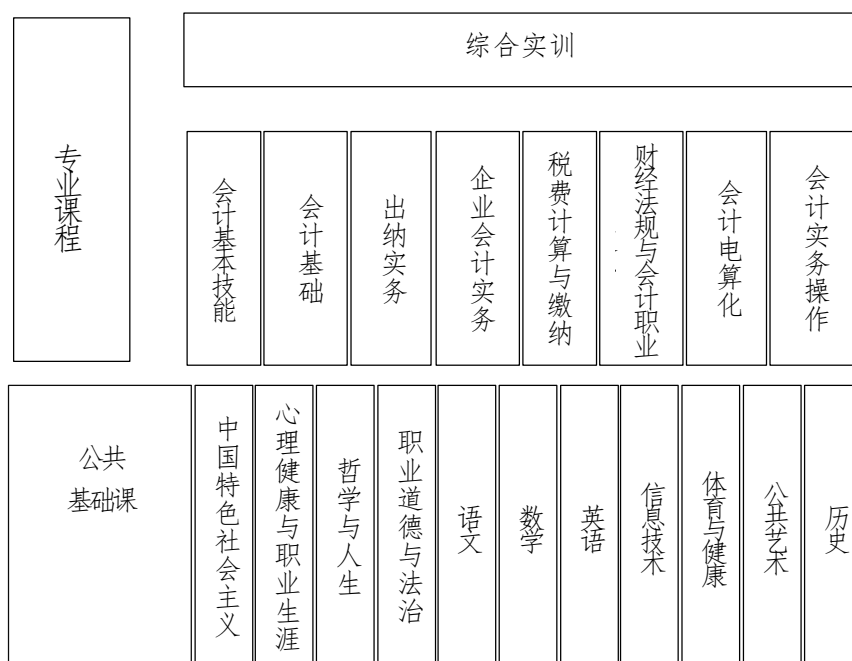 综合实训
专业课程
会计基本技能
会计基础
出纳实务
企业会计实务
税费计算与缴纳
财经法规与会计职业
会计电算化
会计实务操作
公共
基础课
中国特色社会主义
心理健康与职业生涯
哲学与人生
职业道德与法治
语文
数学
英语
信息技术
体育与健康
公共艺术
历史